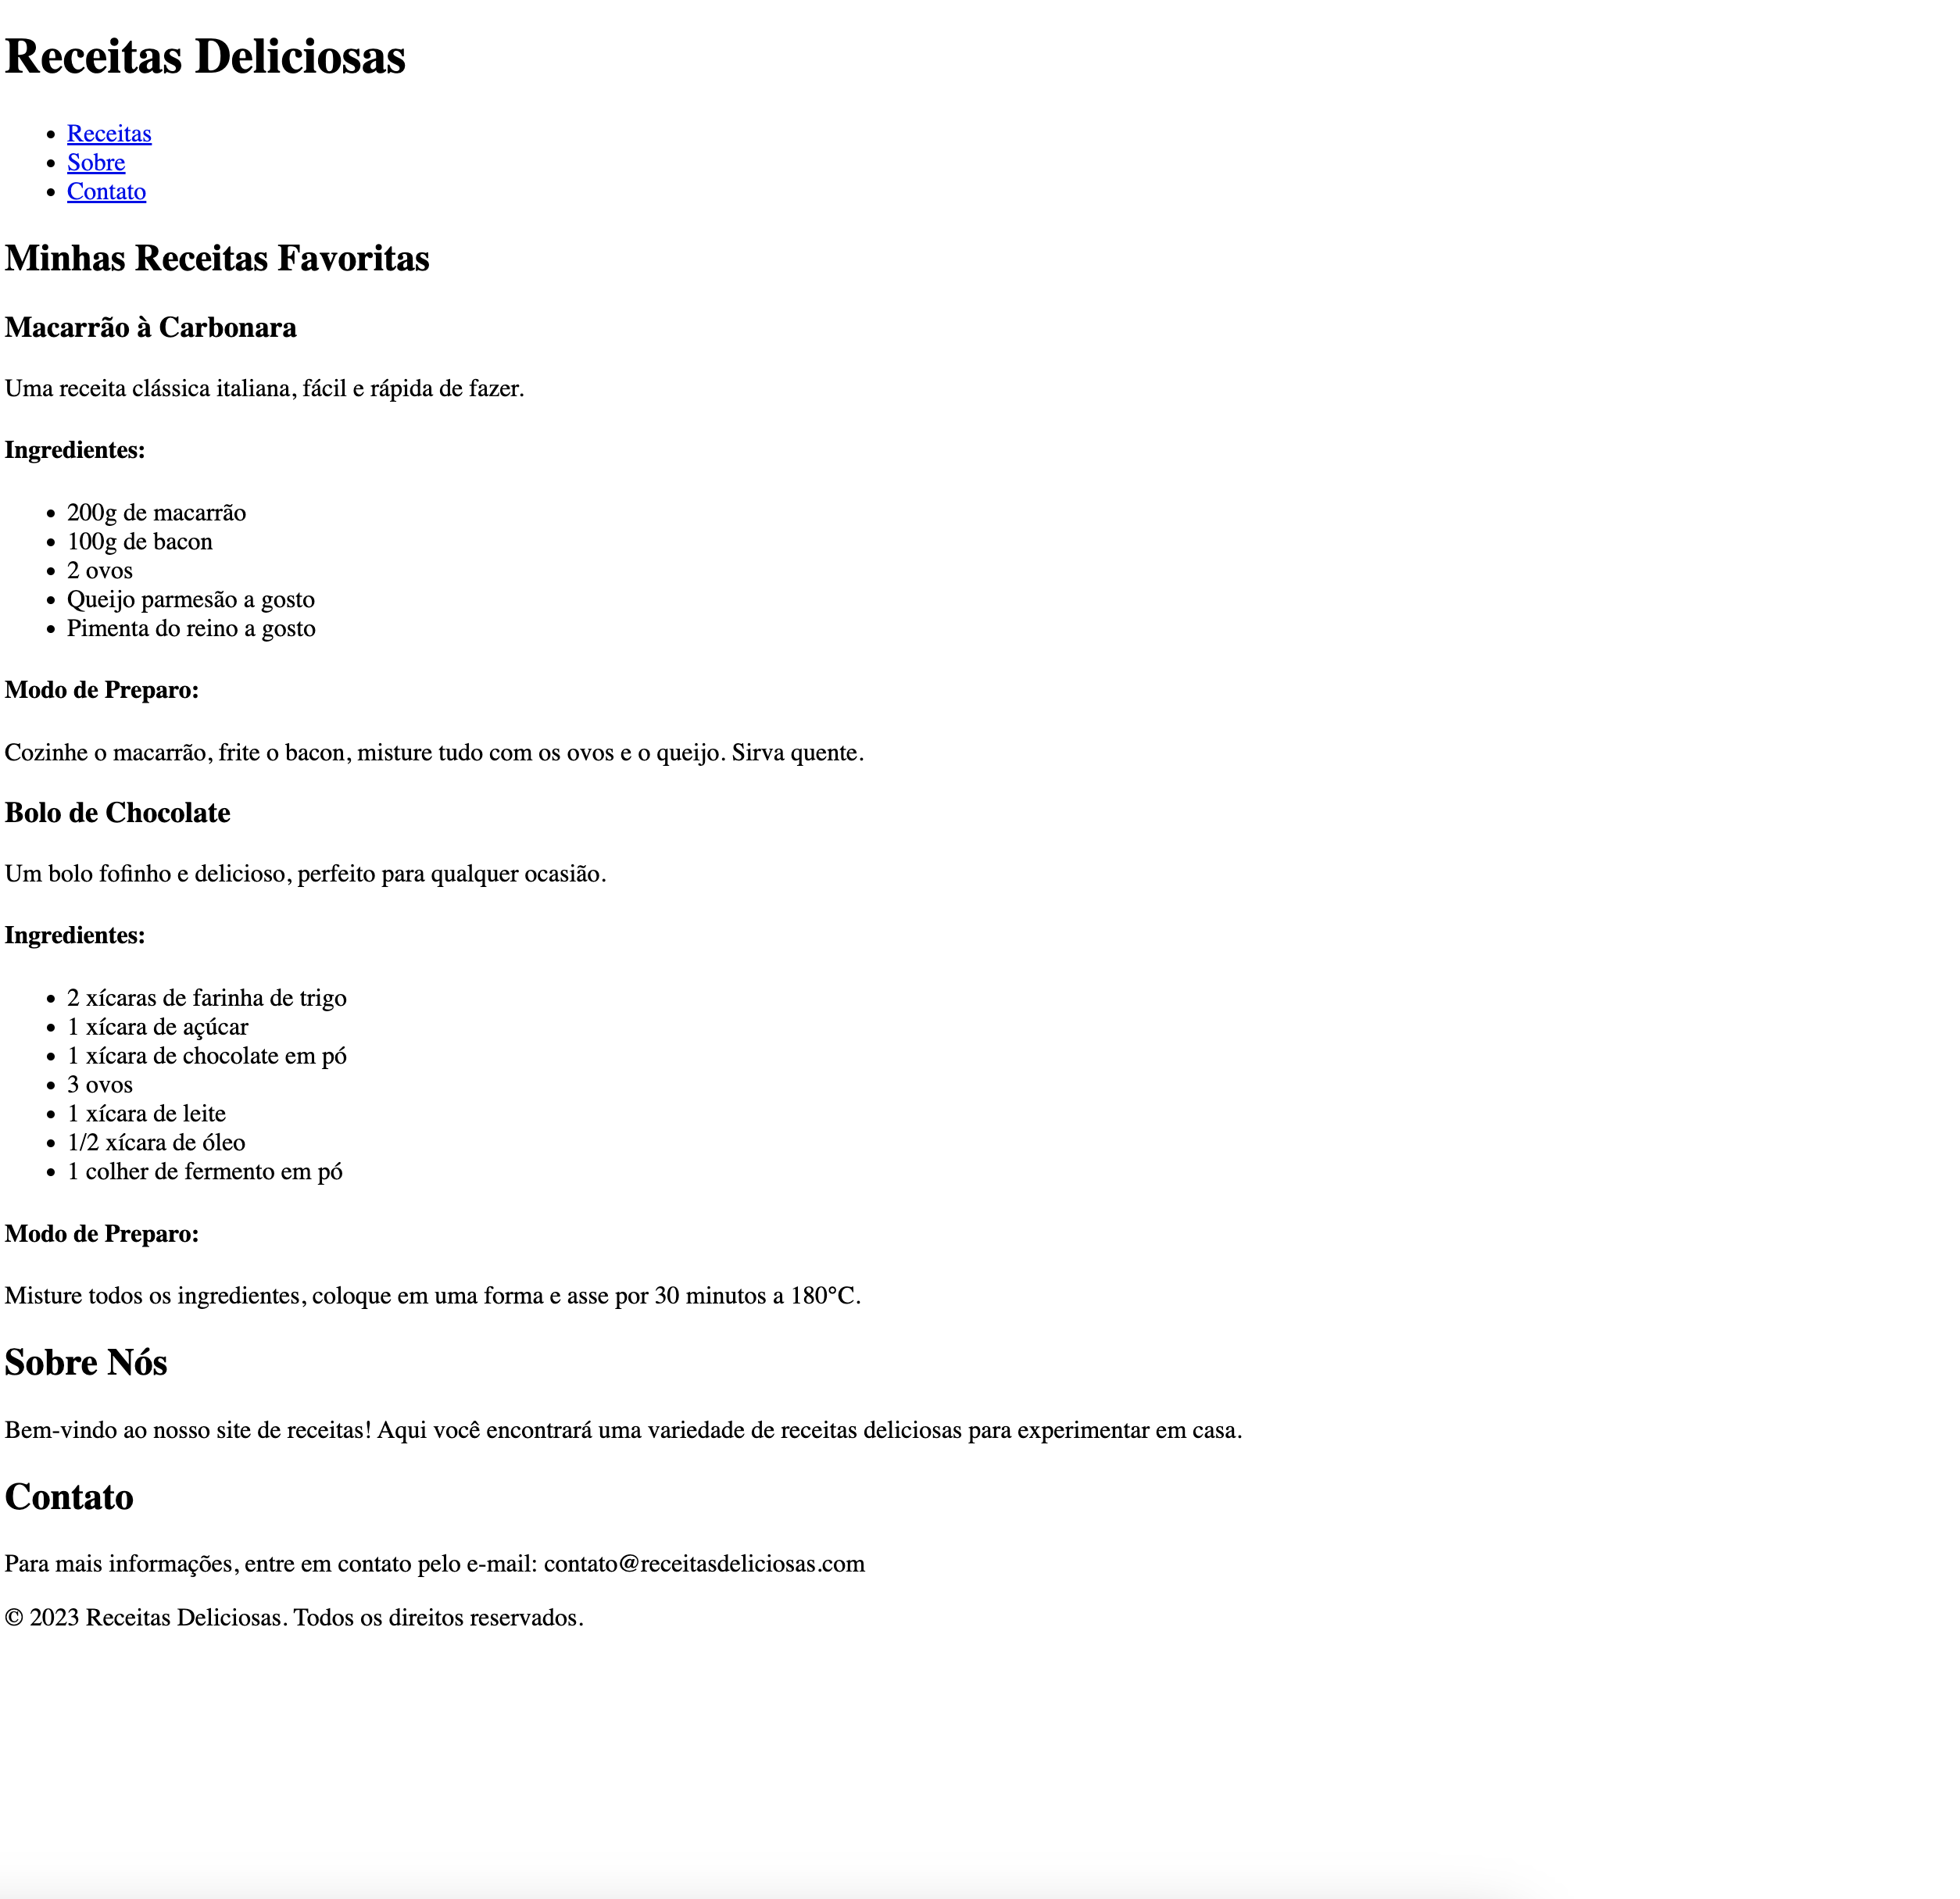 Receitas Deliciosas
Receitas
Sobre
Contato
Minhas Receitas Favoritas
Macarrão à Carbonara
Uma receita clássica italiana, fácil e rápida de fazer.
Ingredientes:
200g de macarrão
100g de bacon
2 ovos
Queijo parmesão a gosto
Pimenta do reino a gosto
Modo de Preparo:
Cozinhe o macarrão, frite o bacon, misture tudo com os ovos e o queijo. Sirva quente.
Bolo de Chocolate
Um bolo fofinho e delicioso, perfeito para qualquer ocasião.
Ingredientes:
2 xícaras de farinha de trigo
1 xícara de açúcar
1 xícara de chocolate em pó
3 ovos
1 xícara de leite
1/2 xícara de óleo
1 colher de fermento em pó
Modo de Preparo:
Misture todos os ingredientes, coloque em uma forma e asse por 30 minutos a 180°C.
Sobre Nós
Bem-vindo ao nosso site de receitas! Aqui você encontrará uma variedade de receitas deliciosas para experimentar em casa.
Contato
Para mais informações, entre em contato pelo e-mail: contato@receitasdeliciosas.com
© 2023 Receitas Deliciosas. Todos os direitos reservados.